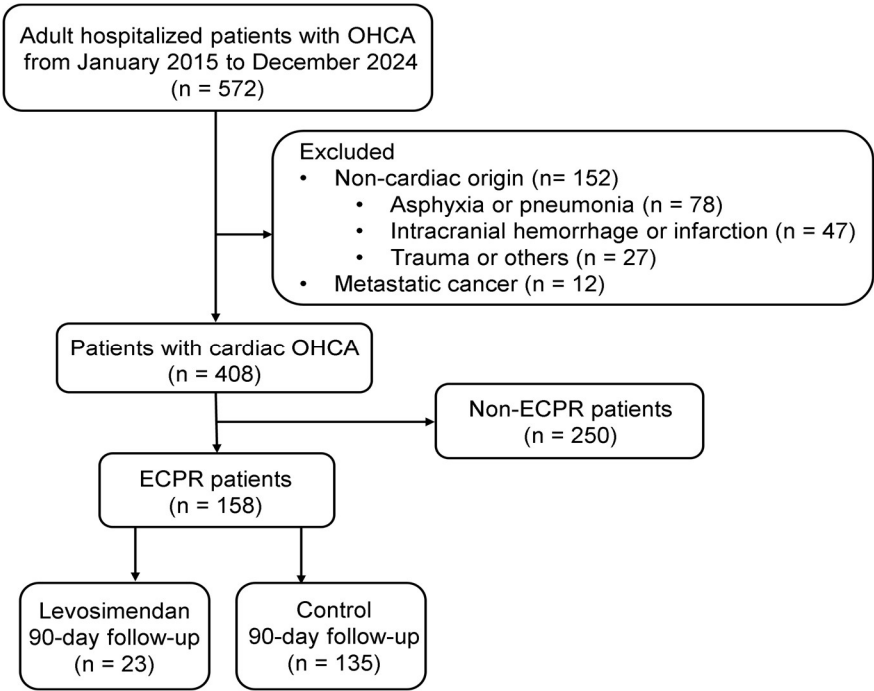 Adult hospitalized patients with OHCA
from January 2015 to December 2024
(n = 572)
Excluded
• Non-cardiac origin (n= 152)
• Asphyxia or pneumonia (n = 78)
• Intracranial hemorrhage or infarction (n = 47)
• Trauma or others (n = 27)
• Metastatic cancer (n = 12)
Patients with cardiac OHCA
(n = 408)
Non-ECPR patients
(n = 250)
ECPR patients
(n = 158)
Levosimendan
90-day follow-up
(n = 23)
Control
90-day follow-up
(n = 135)